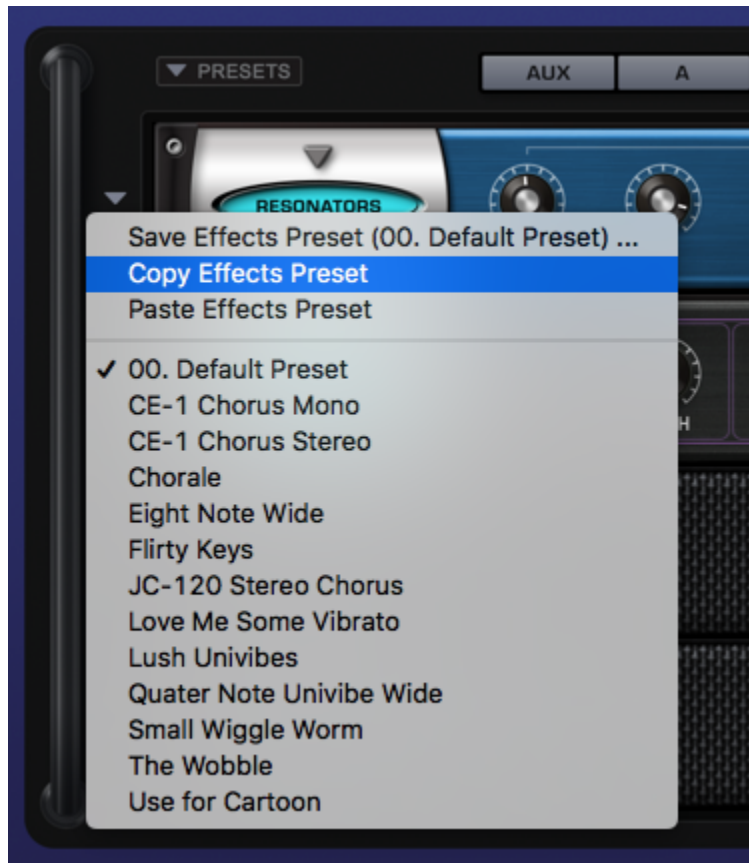 PRESETS
AUX
A
RESONATORS
Save Effects Preset (00. Default Preset) ...
Copy Effects Preset
Paste Effects Preset
✓ 00. Default Preset
CE-1 Chorus Mono
CE-1 Chorus Stereo
Chorale
Eight Note Wide
Flirty Keys
JC-120 Stereo Chorus
Love Me Some Vibrato
Lush Univibes
Quater Note Univibe Wide
Small Wiggle Worm
The Wobble
Use for Cartoon